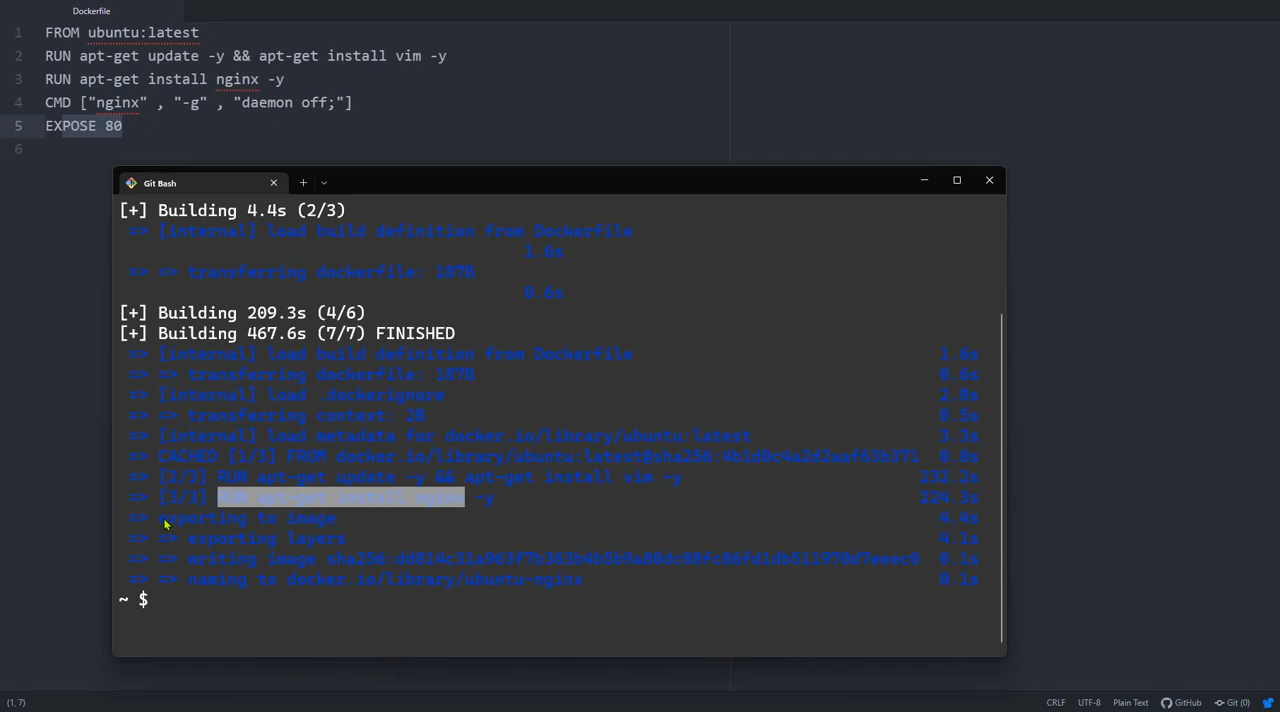 Dockerfile
1 FROM ubuntu:latest
2 RUN apt-get update -y && apt-get install vim -y
3 RUN apt-get install nginx -y
4 CMD ["nginx" , "-g" , "daemon off;"]
5 EXPOSE 80
6
Git Bash
[+] Building 4.4s (2/3)
=> [internal] load build definition from Dockerfile
1.6s
=> => transferring dockerfile: 187B
0.6s
[+] Building 209.3s (4/6)
[+] Building 467.6s (7/7) FINISHED
=> [internal] load build definition from Dockerfile 1.6s
=> => transferring dockerfile: 187B 0.6s
=> [internal] load .dockerignore 2.0s
=> => transferring context: 2B 0.5s
=> [internal] load metadata for docker.io/library/ubuntu:latest 3.3s
=> CACHED [1/3] FROM docker.io/library/ubuntu:latest@sha256:4b1d0c4a2d2aaf63b371 0.0s
=> [2/3] RUN apt-get update -y && apt-get install vim -y 232.2s
=> [3/3] RUN apt-get install nginx -y 224.3s
=> exporting to image 4.4s
=> => exporting layers 4.1s
=> => writing image 0.1s
=> => naming to docker.io/library/ubuntu-nginx 0.1s
~ $
(1, 7) CRLF UTF-8 Plain Text GitHub Git (0)